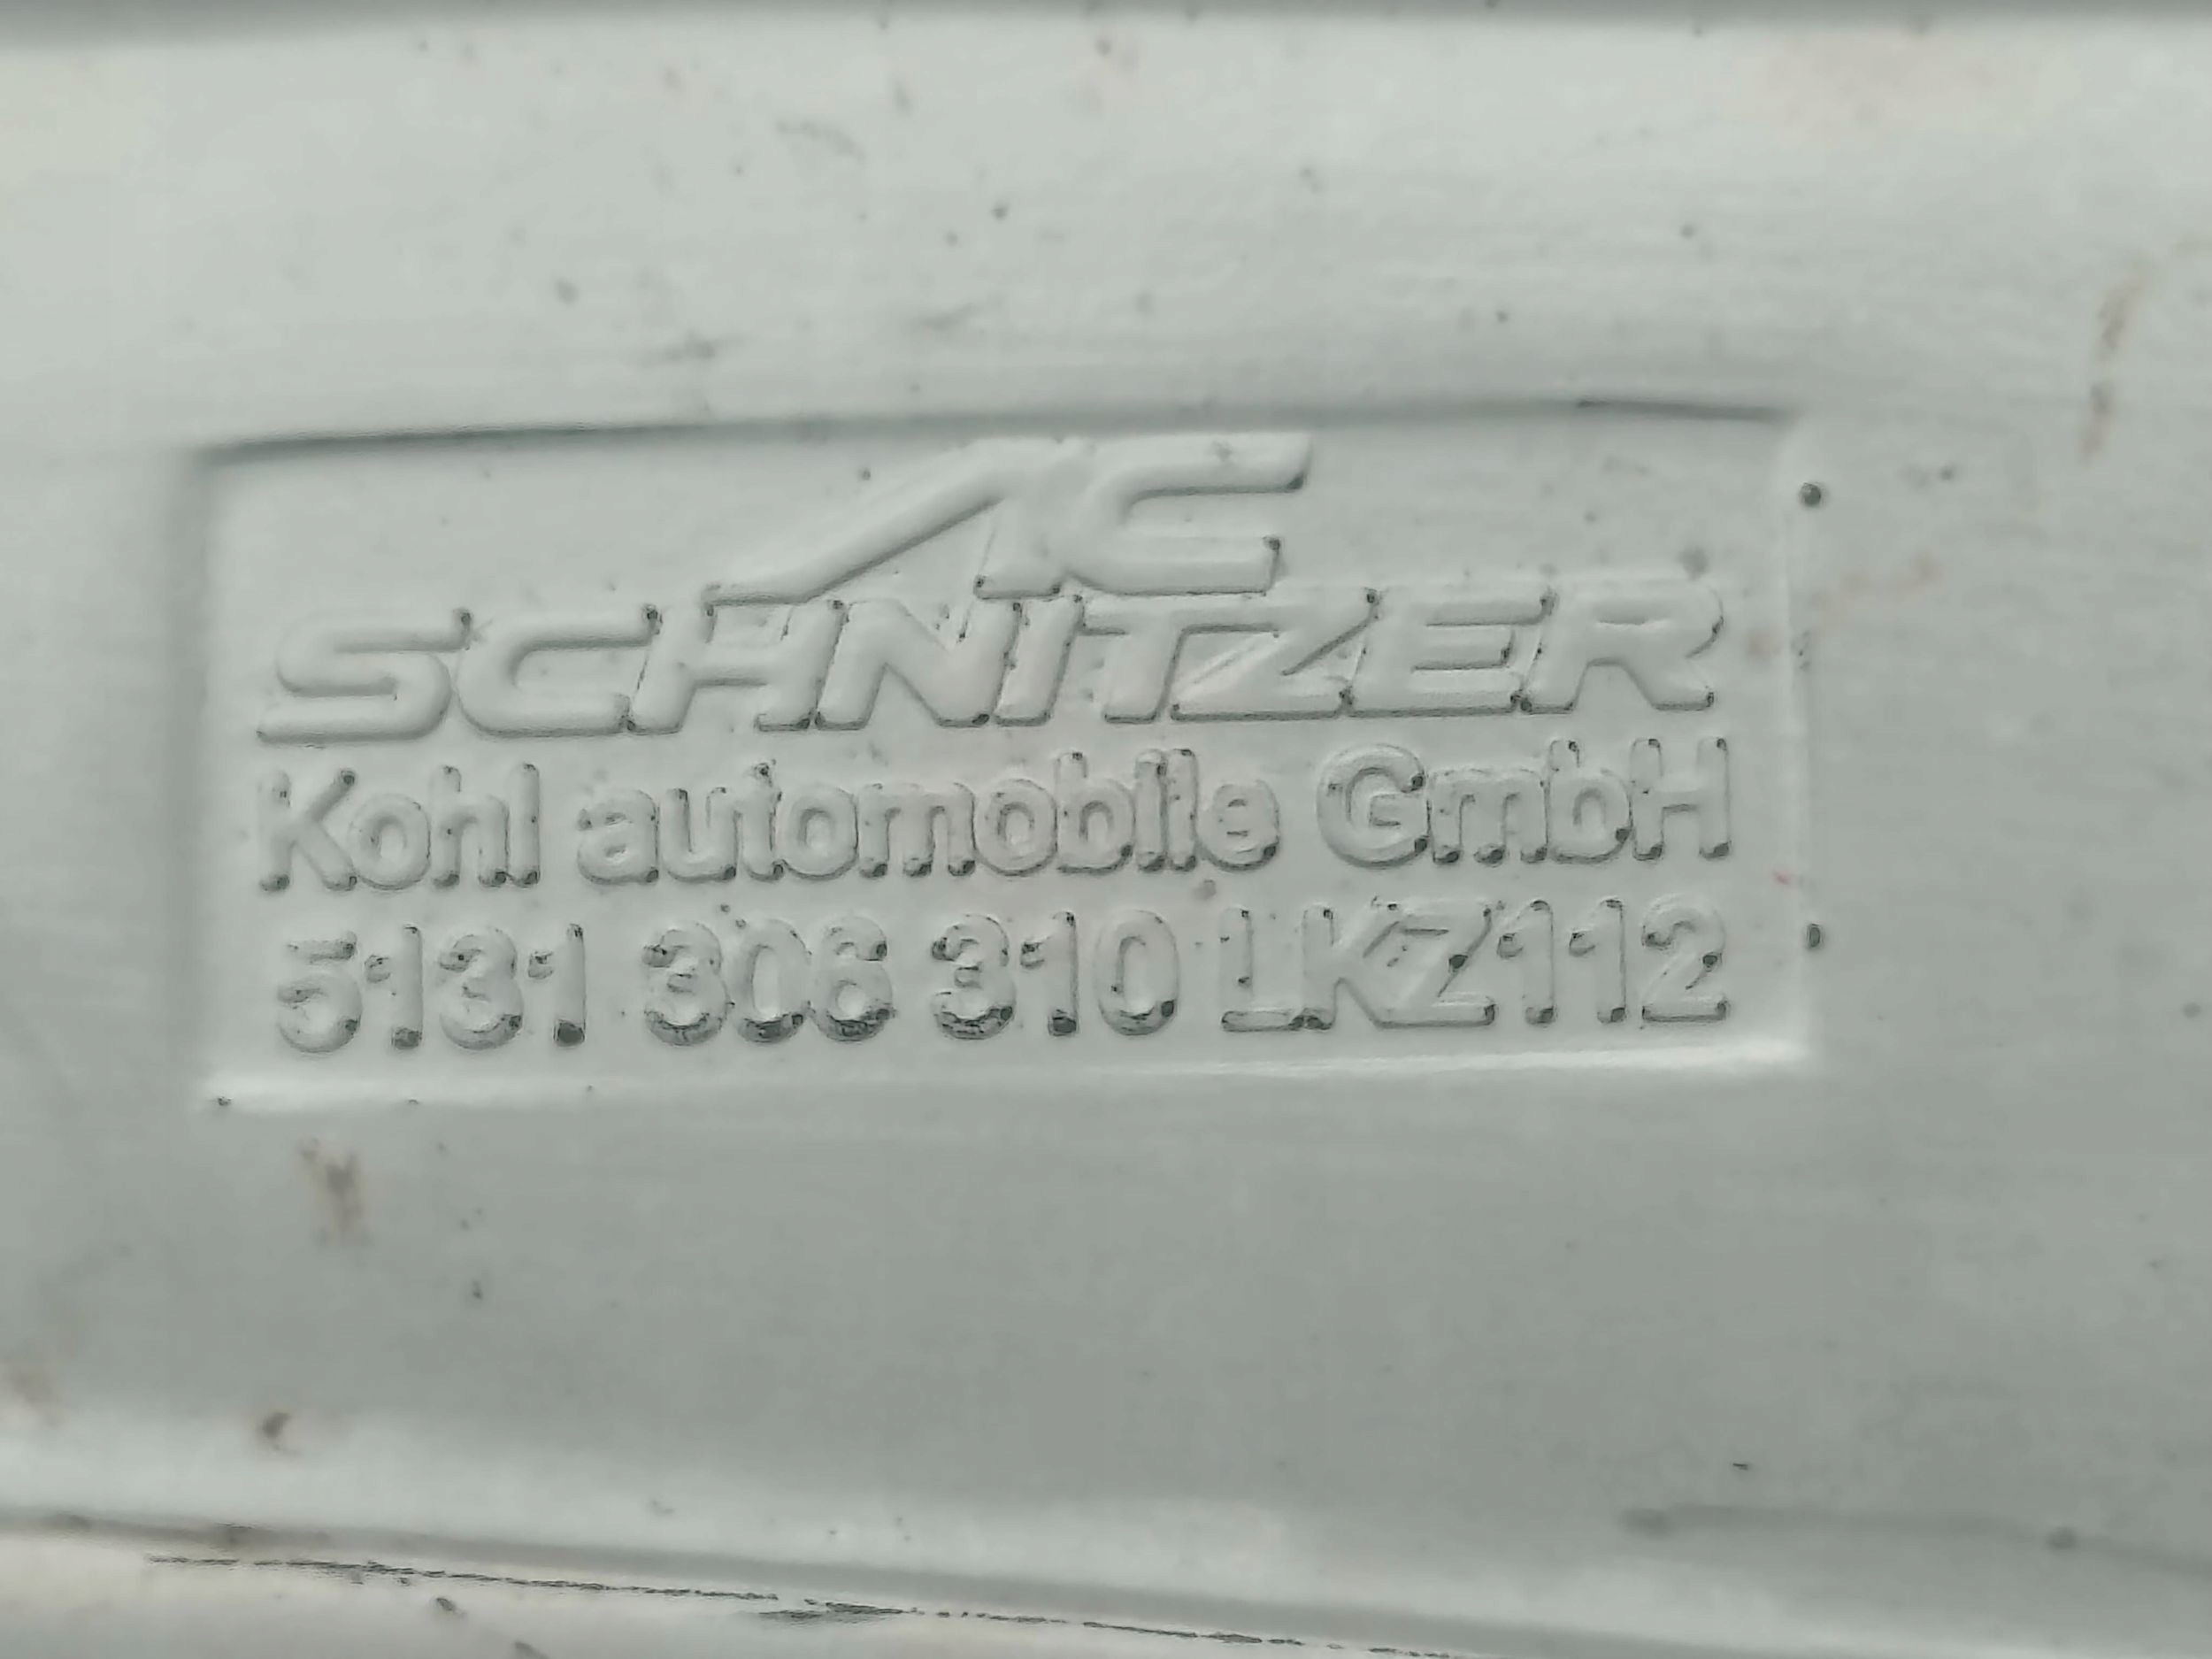 AC
SCHNITZER
Kohl automobile GmbH
5131 306 310 LKZ112